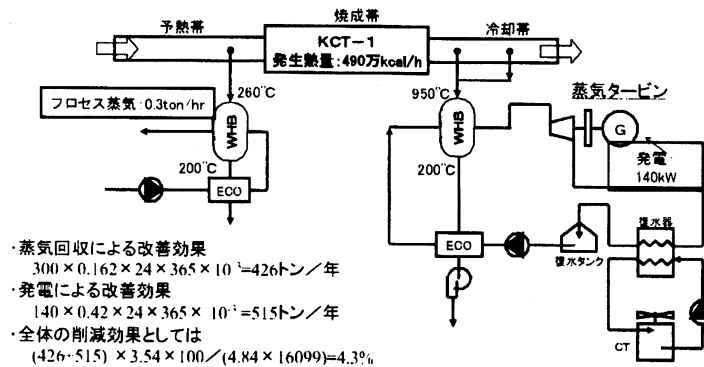 焼成帯
予熱帯
冷却帯
KCT-1
発生熱量:490万kcal/h
260°C
950°C
蒸気タービン
フロセス蒸気:0.3ton/hr
WHB
WHB
G
発電
140kW
200°C
200°C
ECO
ECO
復水タンク
復水器
CT
・蒸気回収による改善効果
300×0.162×24×365×10⁻³=426トン/年
・発電による改善効果
140×0.42×24×365× 10⁻³=515トン/年
・全体の削減効果としては
(426+515) ×3.54×100/(4.84×16099)=4.3%